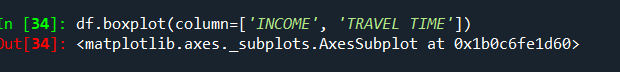 In [34]: df.boxplot(column=['INCOME', 'TRAVEL TIME'])
Out[34]: <matplotlib.axes._subplots.AxesSubplot at 0x1b0c6fe1d60>